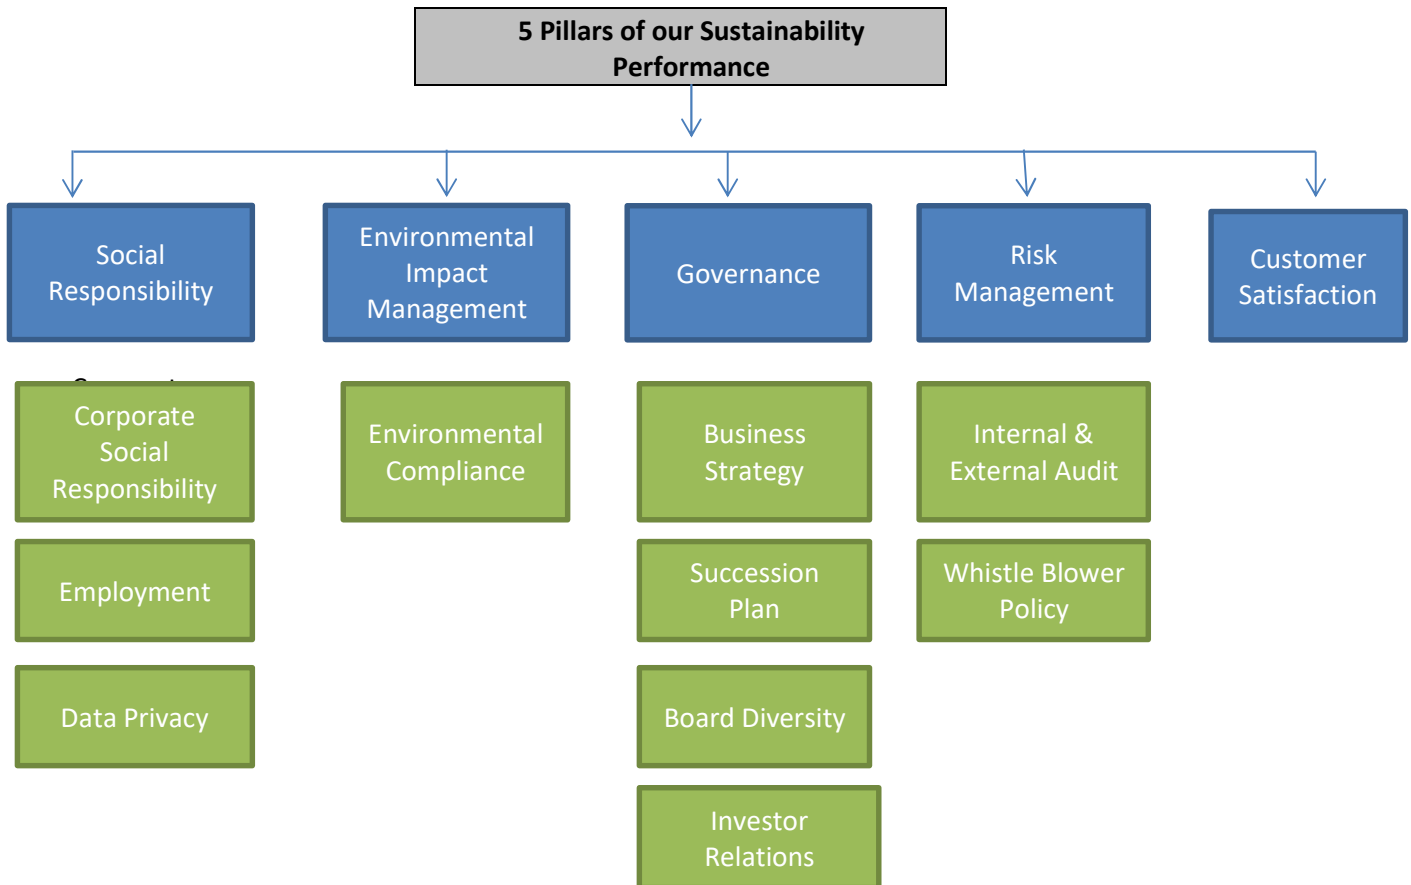 5 Pillars of our Sustainability
Performance
Social
Responsibility
Environmental
Impact
Management
Governance
Risk
Management
Customer
Satisfaction
Corporate
Social
Responsibility
Environmental
Compliance
Business
Strategy
Internal &
External Audit
Employment
Succession
Plan
Whistle Blower
Policy
Data Privacy
Board Diversity
Investor
Relations